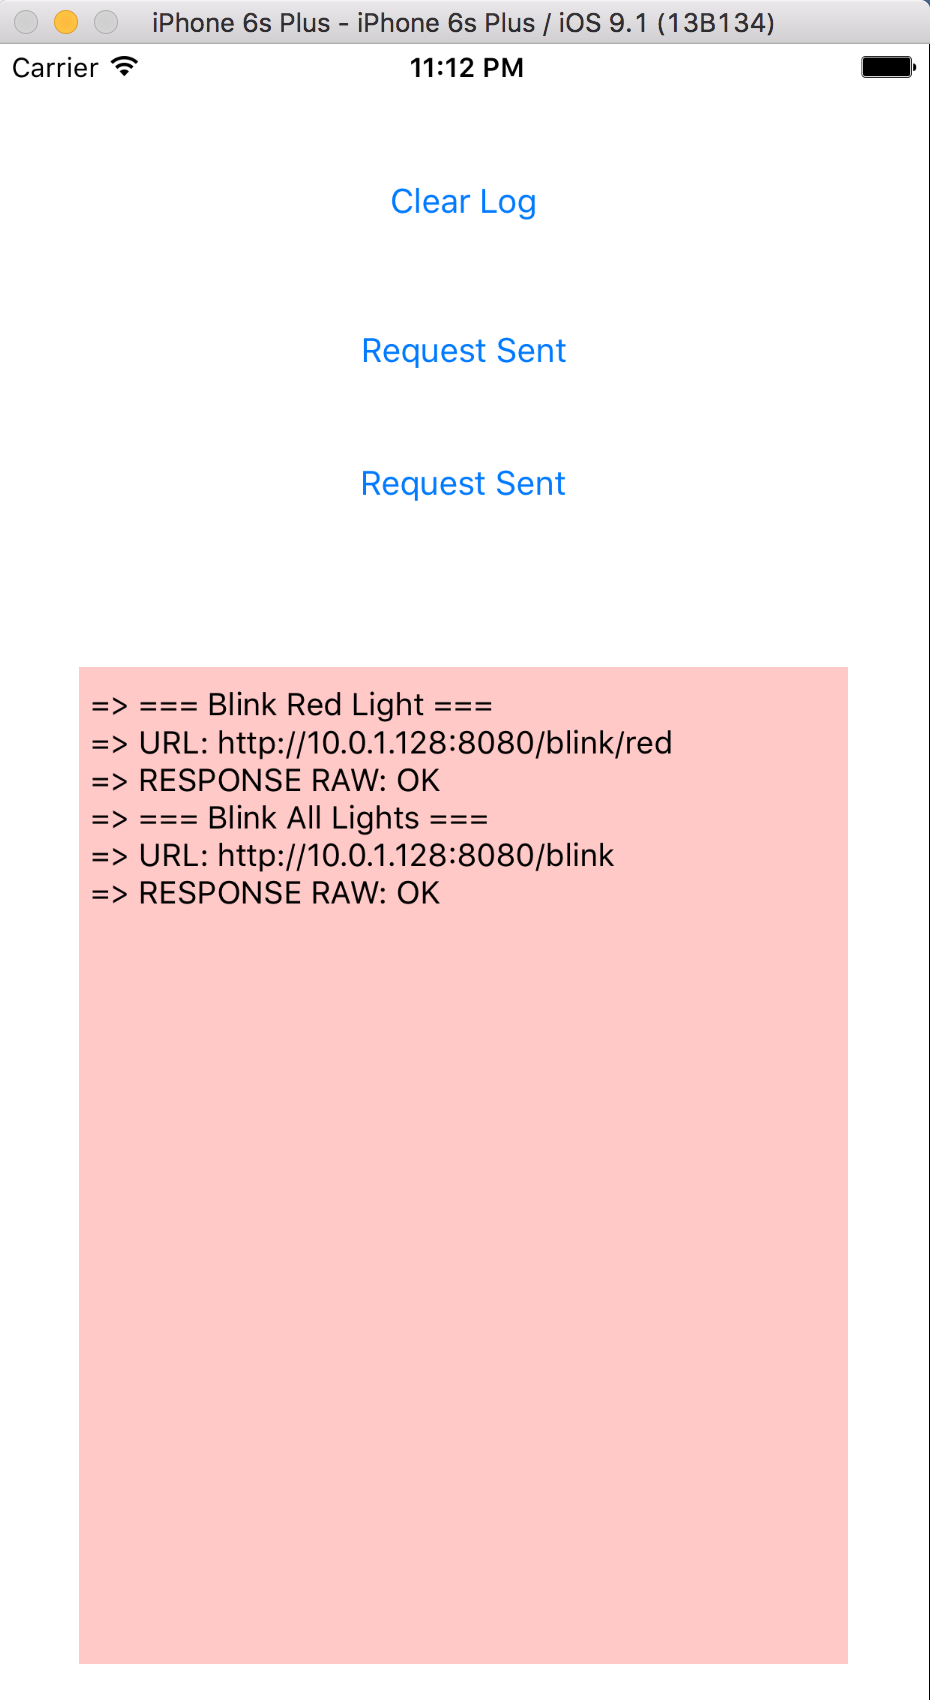 iPhone 6s Plus - iPhone 6s Plus / iOS 9.1 (13B134)
Carrier 11:12 PM
Clear Log
Request Sent
Request Sent
=> === Blink Red Light ===
=> URL: http://10.0.1.128:8080/blink/red
=> RESPONSE RAW: OK
=> === Blink All Lights ===
=> URL: http://10.0.1.128:8080/blink
=> RESPONSE RAW: OK